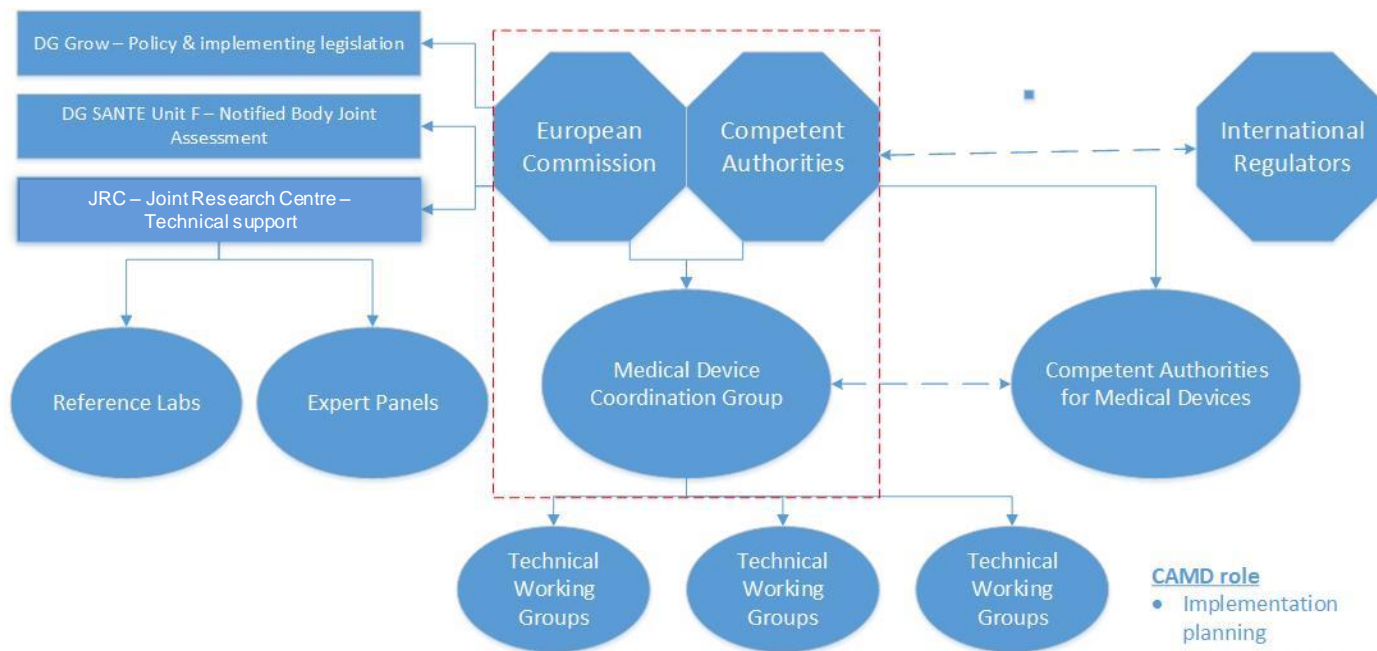 DG Grow – Policy & implementing legislation
DG SANTE Unit F – Notified Body Joint
Assessment
JRC – Joint Research Centre –
Technical support
European
Commission
Competent
Authorities
International
Regulators
Reference Labs
Expert Panels
Medical Device
Coordination Group
Competent Authorities
for Medical Devices
Technical
Working
Groups
Technical
Working
Groups
Technical
Working
Groups
CAMD role
• Implementation
planning